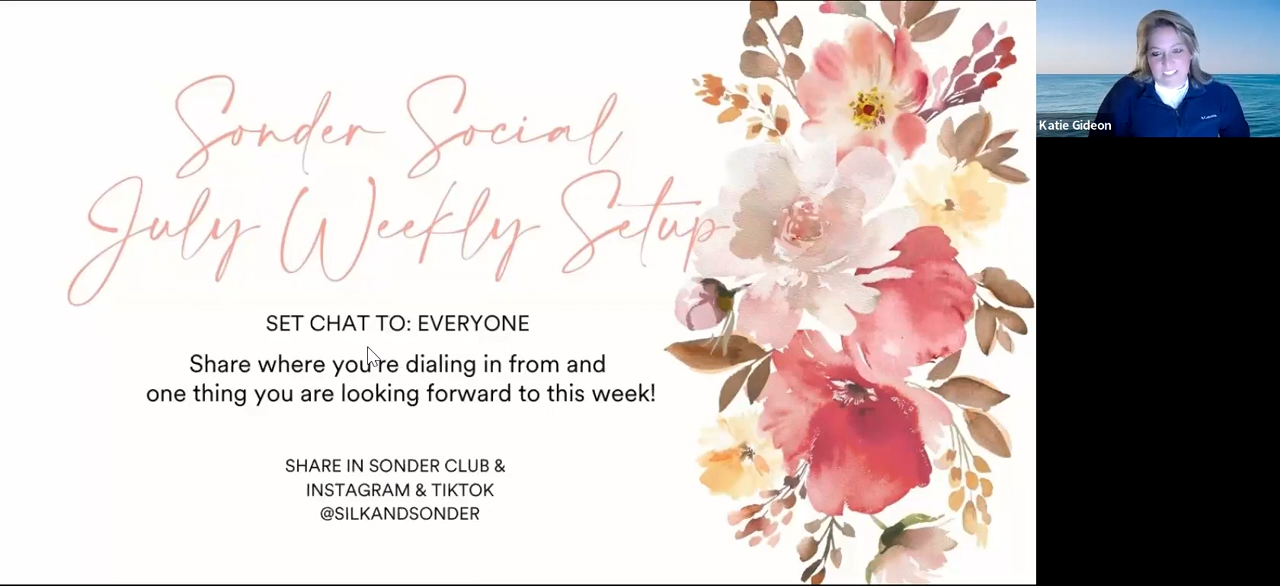 Sonder Social
July Weekly Setup
SET CHAT TO: EVERYONE
Share where you're dialing in from and
one thing you are looking forward to this week!
SHARE IN SONDER CLUB &
INSTAGRAM & TIKTOK
@SILKANDSONDER
Katie Gideon